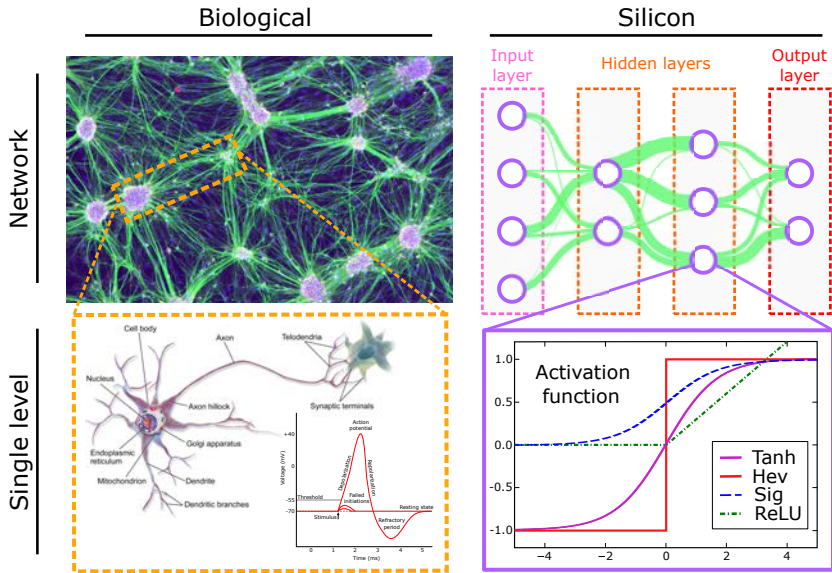 Biological
Silicon
Network
Single level
Input
layer
Hidden layers
Output
layer
Cell body
Axon
Telodendria
Nucleus
Axon hillock
Synaptic terminals
Golgi apparatus
Endoplasmic
reticulum
Mitochondrion
Dendrite
Dendritic branches
Action
potential
+40
Voltage (mV)
0
Depolarization
Repolarization
Threshold
-55
Failed
initiations
Resting state
-70
Stimulus
Refractory
period
0 1 2 3 4 5
Time (ms)
Activation
function
1.0
0.5
0.0
−0.5
−1.0
−4 −2 0 2 4
Tanh
Hev
Sig
ReLU